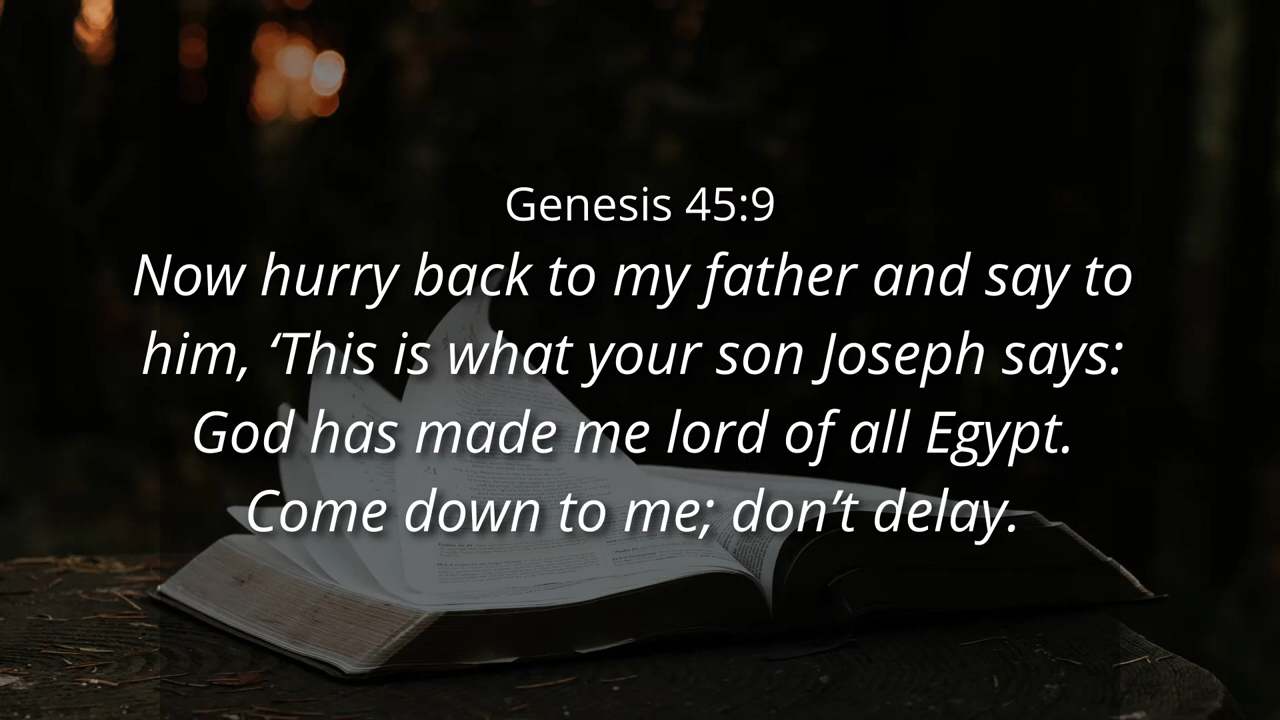 Genesis 45:9
Now hurry back to my father and say to
him, ‘This is what your son Joseph says:
God has made me lord of all Egypt.
Come down to me; don’t delay.